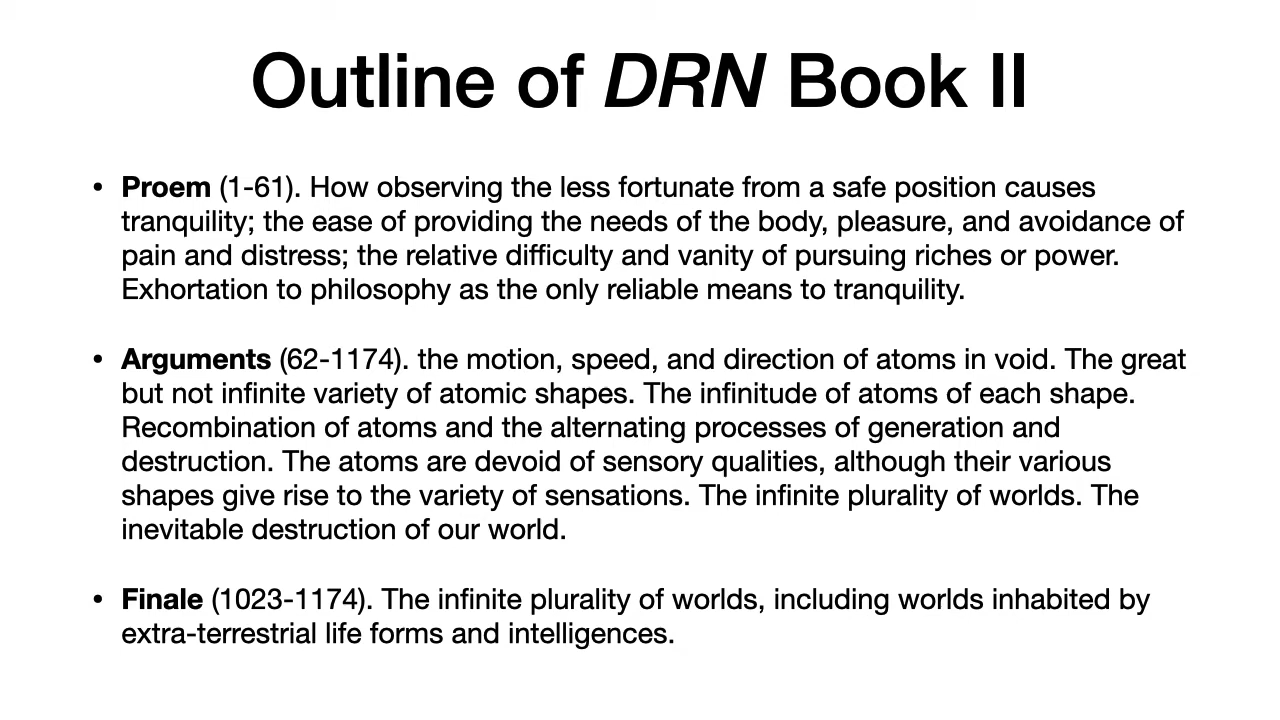 Outline of DRN Book II
• Proem (1-61). How observing the less fortunate from a safe position causes
tranquility; the ease of providing the needs of the body, pleasure, and avoidance of
pain and distress; the relative difficulty and vanity of pursuing riches or power.
Exhortation to philosophy as the only reliable means to tranquility.
• Arguments (62-1174). the motion, speed, and direction of atoms in void. The great
but not infinite variety of atomic shapes. The infinitude of atoms of each shape.
Recombination of atoms and the alternating processes of generation and
destruction. The atoms are devoid of sensory qualities, although their various
shapes give rise to the variety of sensations. The infinite plurality of worlds. The
inevitable destruction of our world.
• Finale (1023-1174). The infinite plurality of worlds, including worlds inhabited by
extra-terrestrial life forms and intelligences.